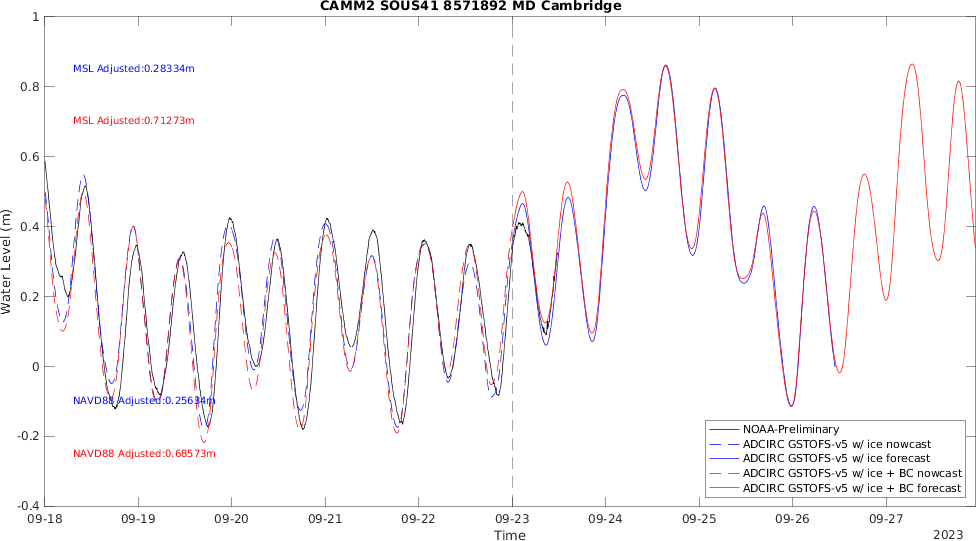 CAMM2 SOUS41 8571892 MD Cambridge
1
MSL Adjusted:0.28334m
0.8
MSL Adjusted:0.71273m
0.6
0.4
Water Level (m)
0.2
0
NAVD88 Adjusted:0.25634m
-0.2
NAVD88 Adjusted:0.68573m
NOAA-Preliminary
ADCIRC GSTOFS-v5 w/ ice nowcast
ADCIRC GSTOFS-v5 w/ ice forecast
ADCIRC GSTOFS-v5 w/ ice + BC nowcast
ADCIRC GSTOFS-v5 w/ ice + BC forecast
-0.4
09-18 09-19 09-20 09-21 09-22 09-23 09-24 09-25 09-26 09-27
Time
2023